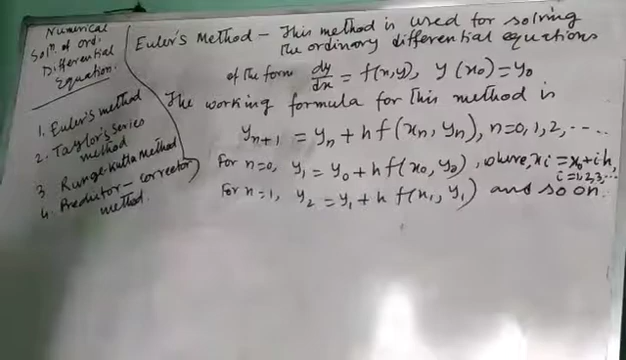 Numerical
Solⁿ. of ord.
Differential
Equation.
1. Euler's method
2. Taylor's series
method
3. Runge-Kutta method
4. Predictor-corrector
method.
Euler's Method - This method is used for solving
the ordinary differential equations
of the form dy/dx = f(x,y), y(x₀)=y₀
The working formula for this method is
yₙ₊₁ = yₙ + h f(xₙ, yₙ), n=0,1,2,-...
For n=0, y₁ = y₀ + h f(x₀, y₀), where, xi = x₀+i.h,
i=1,2,3,...
For n=1, y₂ = y₁ + h f(x₁, y₁) and so on.